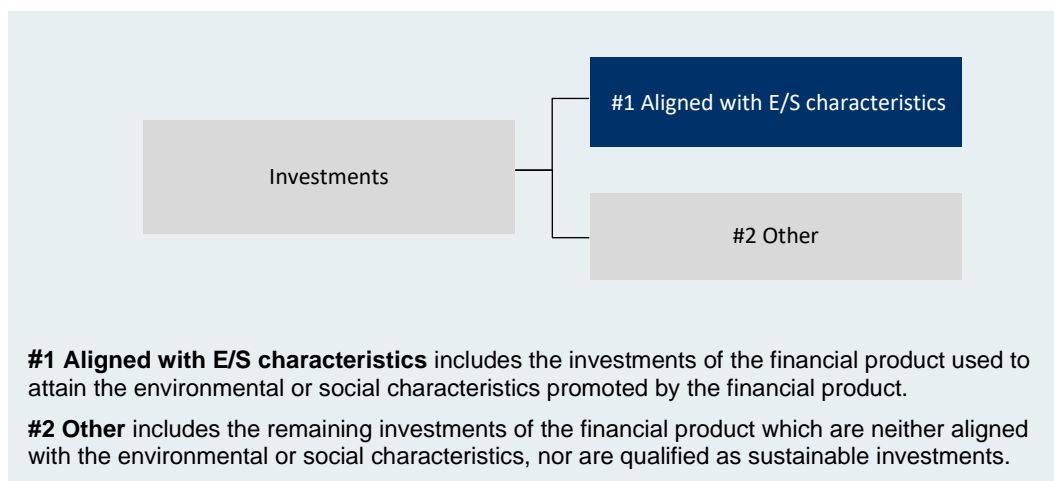 #1 Aligned with E/S characteristics
Investments
#2 Other
#1 Aligned with E/S characteristics includes the investments of the financial product used to
attain the environmental or social characteristics promoted by the financial product.
#2 Other includes the remaining investments of the financial product which are neither aligned
with the environmental or social characteristics, nor are qualified as sustainable investments.